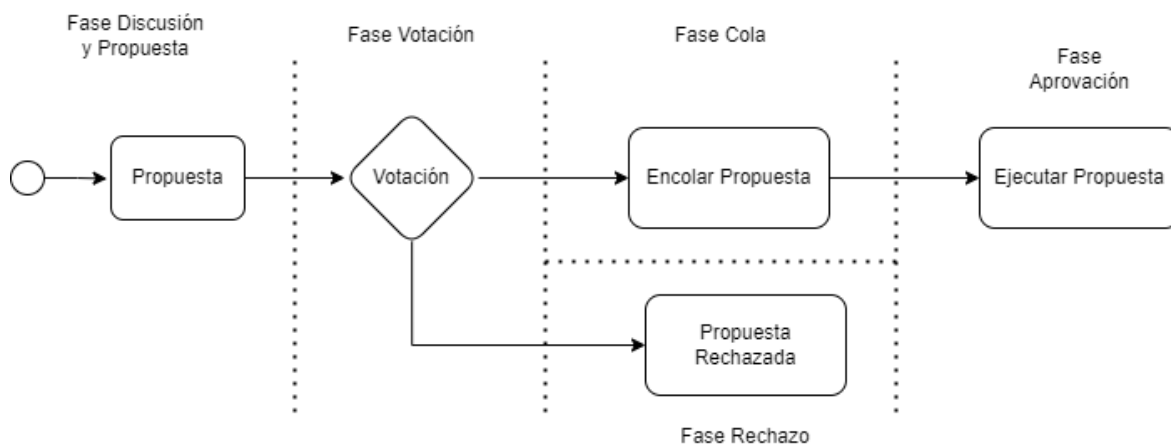 Fase Discusión
y Propuesta
Fase Votación
Fase Cola
Fase
Aprovación
Propuesta
Votación
Encolar Propuesta
Ejecutar Propuesta
Propuesta
Rechazada
Fase Rechazo